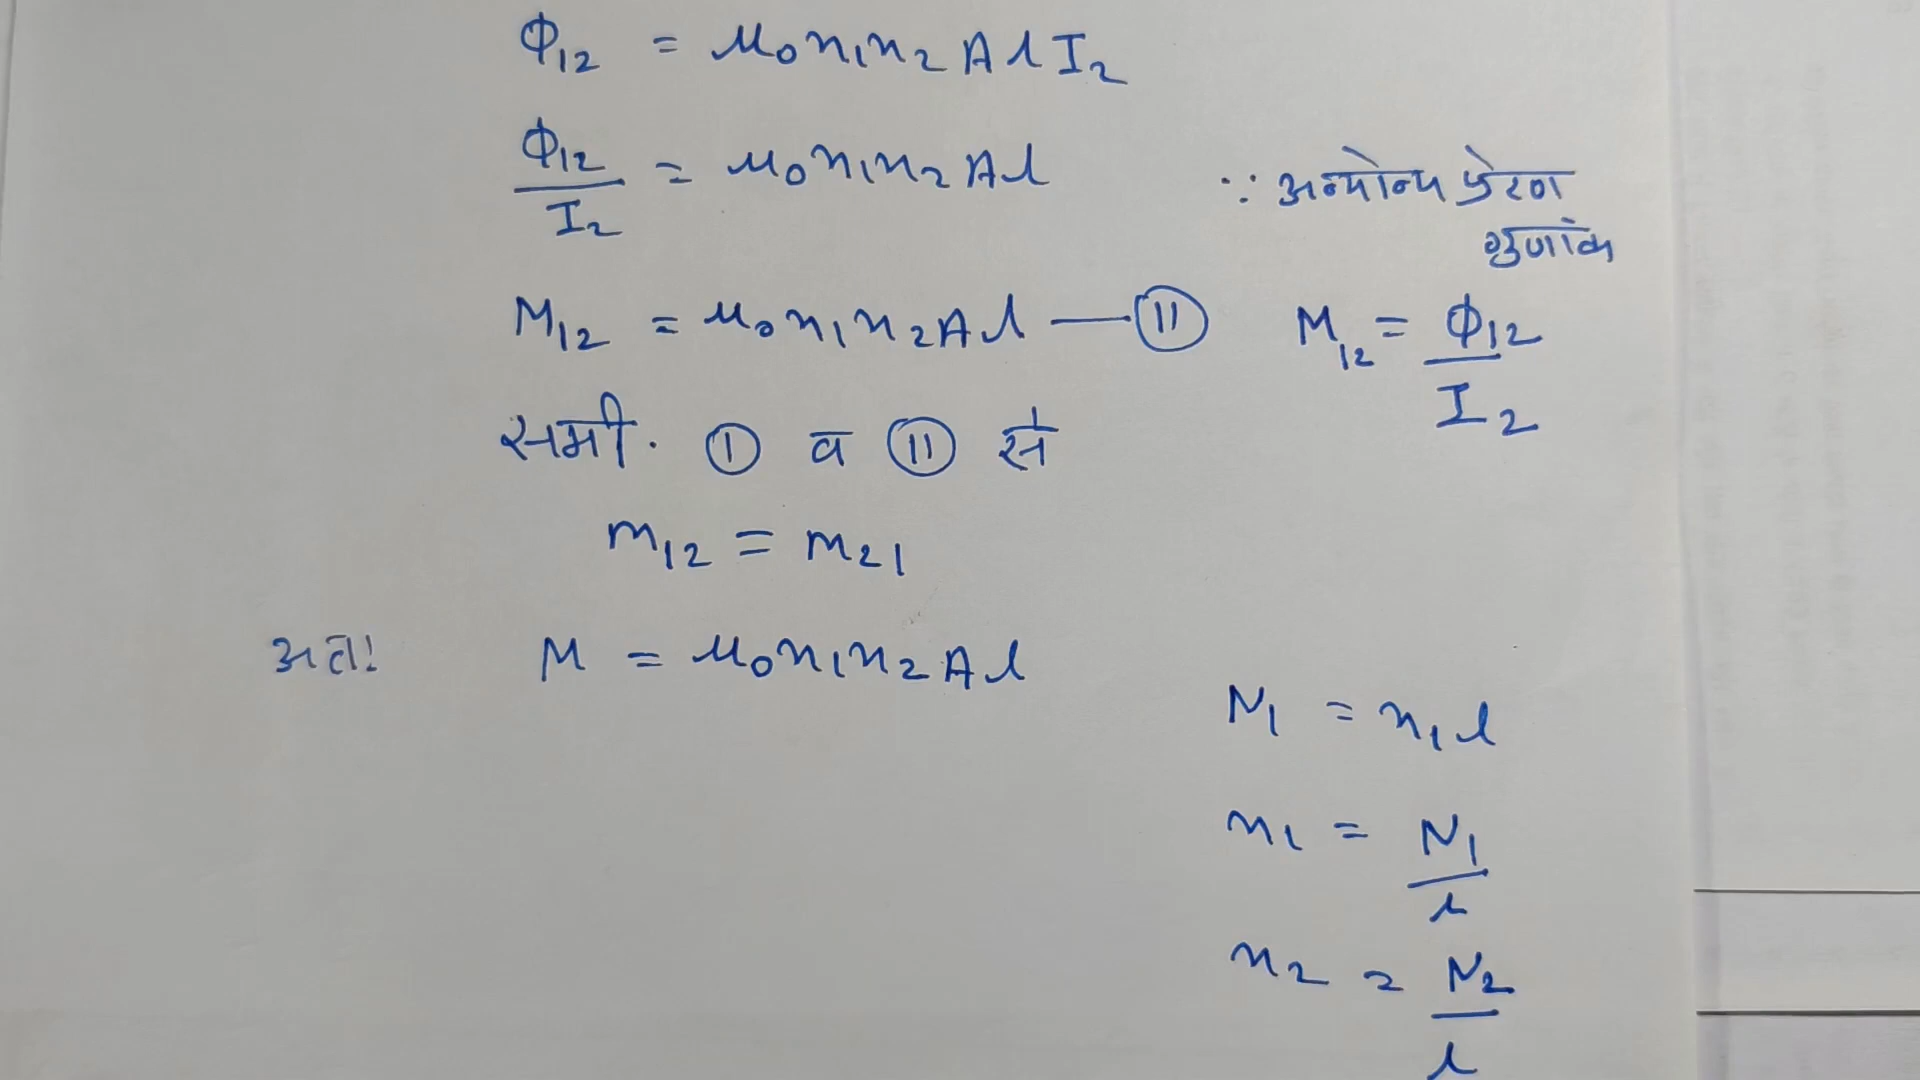 Φ₁₂ = μ₀n₁n₂AlI₂
Φ₁₂/I₂ = μ₀n₁n₂Al
∵ अन्योन्य प्रेरण
गुणांक
M₁₂ = μ₀n₁n₂Al —(II)
M₁₂ = Φ₁₂/I₂
समी. (I) व (II) से
m₁₂ = m₂₁
अतः M = μ₀n₁n₂Al
N₁ = n₁l
n₁ = N₁/l
n₂ = N₂/l